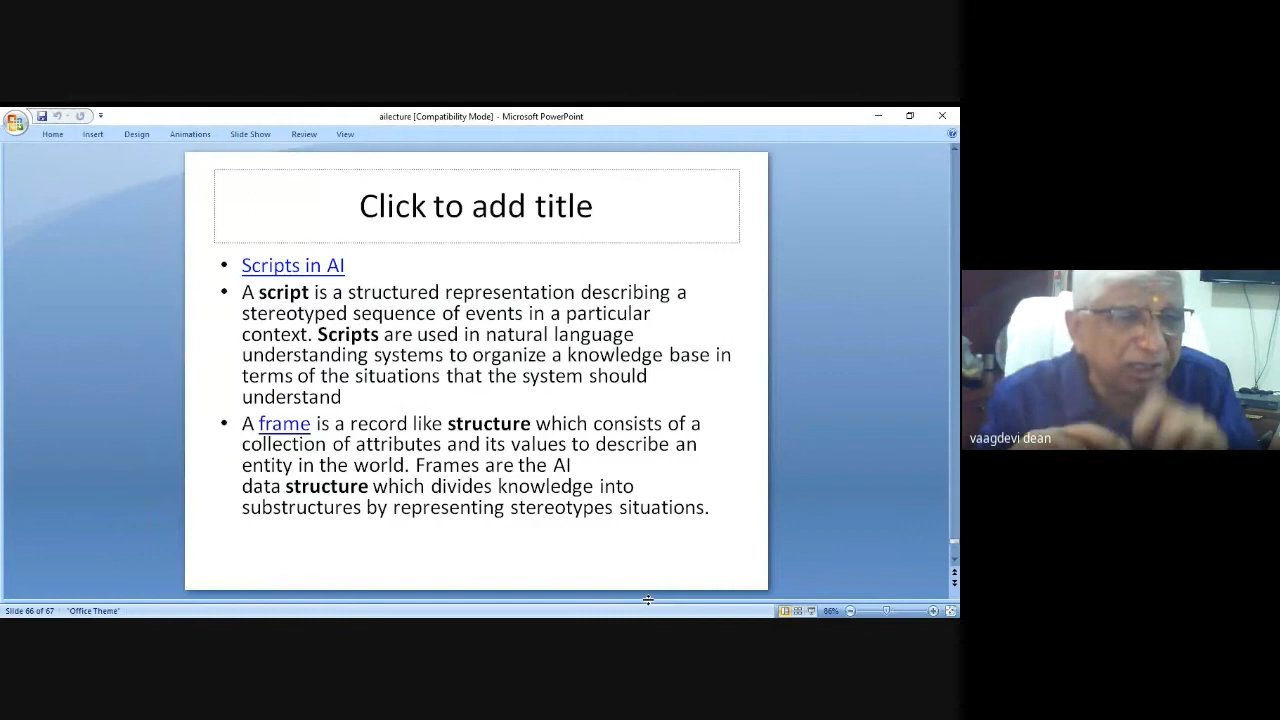 ailecture [Compatibility Mode] - Microsoft PowerPoint
Home Insert Design Animations Slide Show Review View
Click to add title
• Scripts in AI
• A script is a structured representation describing a
stereotyped sequence of events in a particular
context. Scripts are used in natural language
understanding systems to organize a knowledge base in
terms of the situations that the system should
understand
• A frame is a record like structure which consists of a
collection of attributes and its values to describe an
entity in the world. Frames are the AI
data structure which divides knowledge into
substructures by representing stereotypes situations.
vaagdevi dean
Slide 66 of 67 "Office Theme" 86%